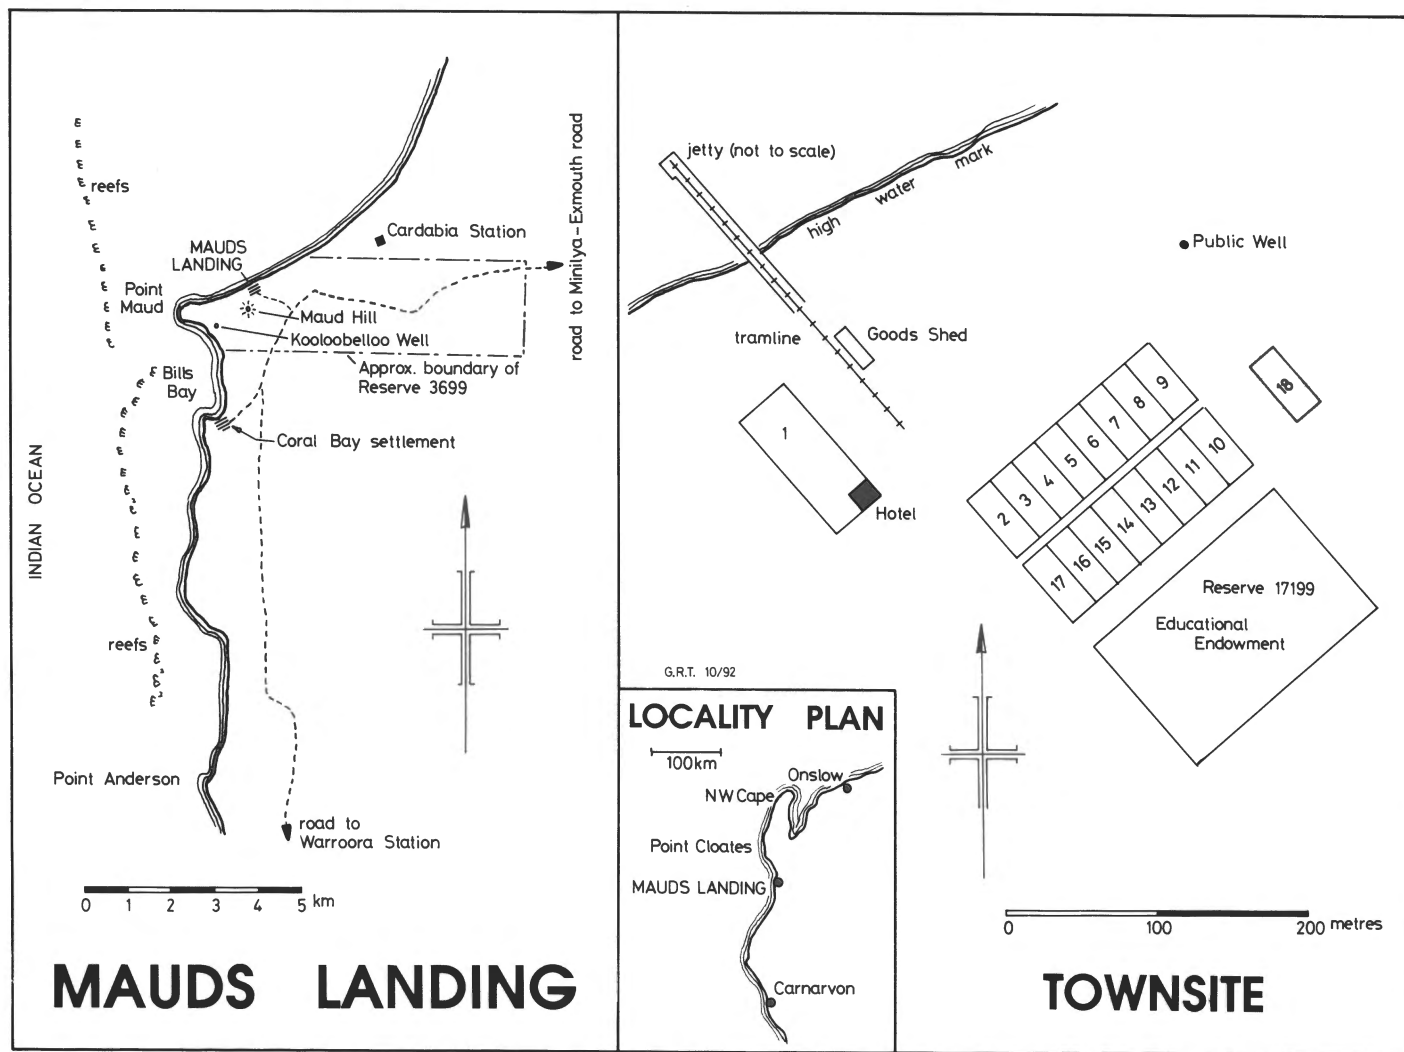 reefs
MAUDS
LANDING
Point
Maud
Cardabia Station
road to Minilya-Exmouth road
Maud Hill
Kooloobelloo Well
Approx. boundary of
Reserve 3699
Bills
Bay
Coral Bay settlement
INDIAN OCEAN
reefs
Point Anderson
road to
Warroora Station
0 1 2 3 4 5 km
MAUDS LANDING
jetty (not to scale)
high water mark
Public Well
tramline
Goods Shed
1
Hotel
2 3 4 5 6 7 8 9
18
17 16 15 14 13 12 11 10
Reserve 17199
Educational
Endowment
G.R.T. 10/92
LOCALITY PLAN
100km
Onslow
NW Cape
Point Cloates
MAUDS LANDING
Carnarvon
0 100 200 metres
TOWNSITE